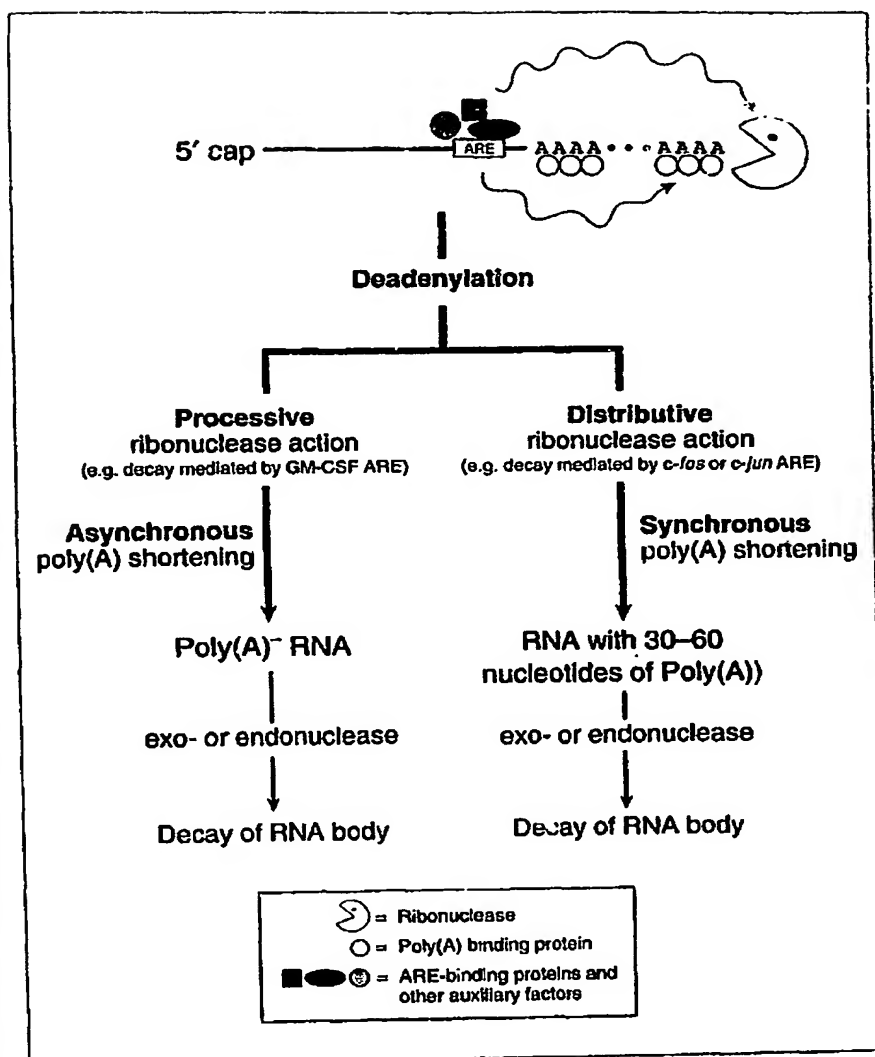 5′ cap
ARE
AAAA • • • AAAA
Deadenylation
Processive
ribonuclease action
(e.g. decay mediated by GM-CSF ARE)
Distributive
ribonuclease action
(e.g. decay mediated by c-fos or c-jun ARE)
Asynchronous
poly(A) shortening
Synchronous
poly(A) shortening
Poly(A)⁻ RNA
RNA with 30–60
nucleotides of Poly(A))
exo- or endonuclease
exo- or endonuclease
Decay of RNA body
Decay of RNA body
= Ribonuclease
= Poly(A) binding protein
= ARE-binding proteins and
other auxiliary factors